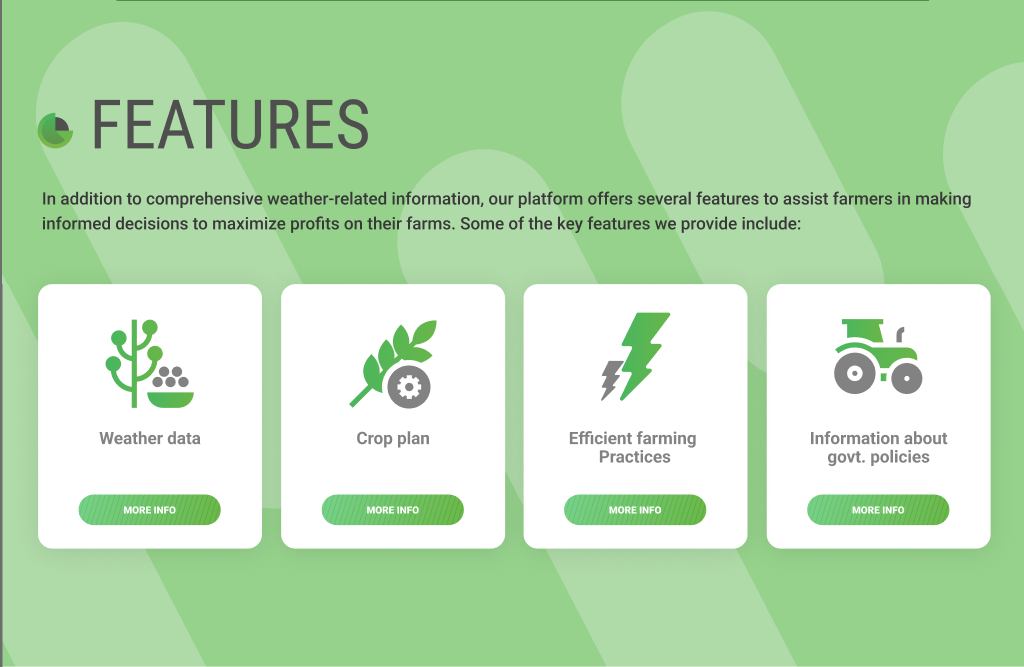 FEATURES
In addition to comprehensive weather-related information, our platform offers several features to assist farmers in making
informed decisions to maximize profits on their farms. Some of the key features we provide include:
Weather data
MORE INFO
Crop plan
MORE INFO
Efficient farming
Practices
MORE INFO
Information about
govt. policies
MORE INFO